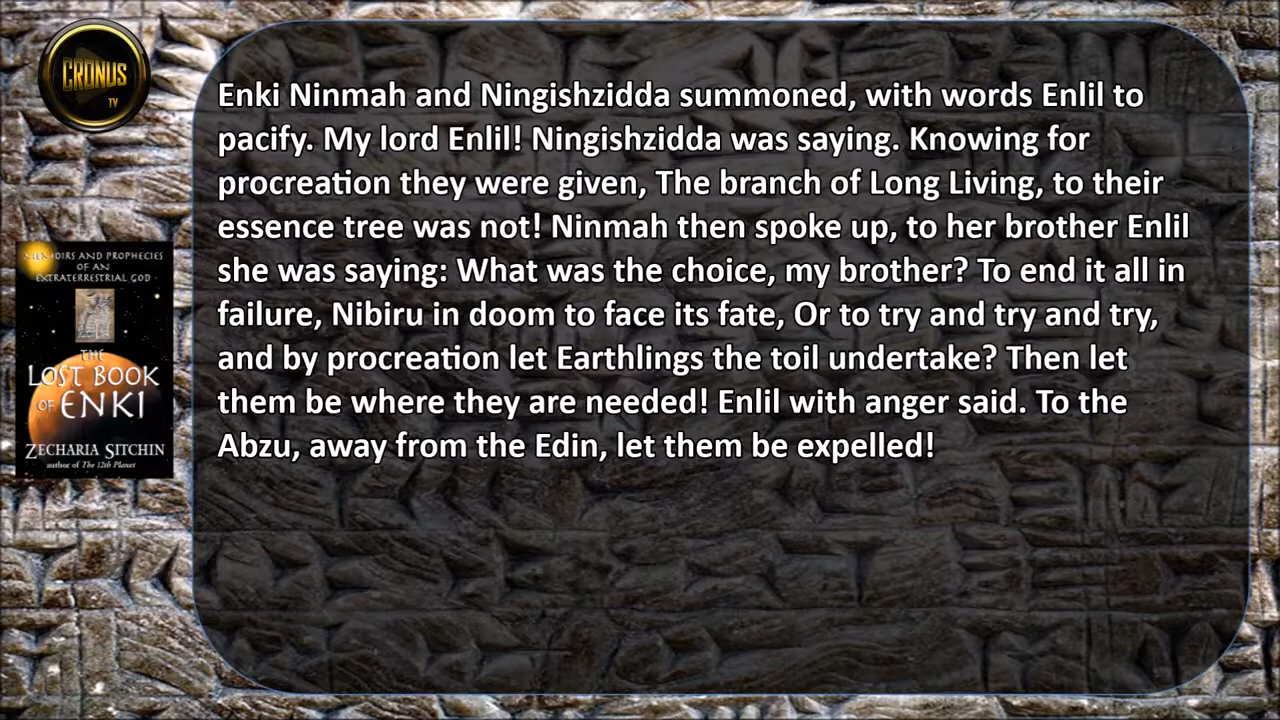 CRONUS
TV
Enki Ninmah and Ningishzidda summoned, with words Enlil to
pacify. My lord Enlil! Ningishzidda was saying. Knowing for
procreation they were given, The branch of Long Living, to their
essence tree was not! Ninmah then spoke up, to her brother Enlil
she was saying: What was the choice, my brother? To end it all in
failure, Nibiru in doom to face its fate, Or to try and try and try,
and by procreation let Earthlings the toil undertake? Then let
them be where they are needed! Enlil with anger said. To the
Abzu, away from the Edin, let them be expelled!
MEMOIRS AND PROPHECIES
OF AN
EXTRATERRESTRIAL GOD
THE
LOST BOOK
OF ENKI
ZECHARIA SITCHIN
author of The 12th Planet